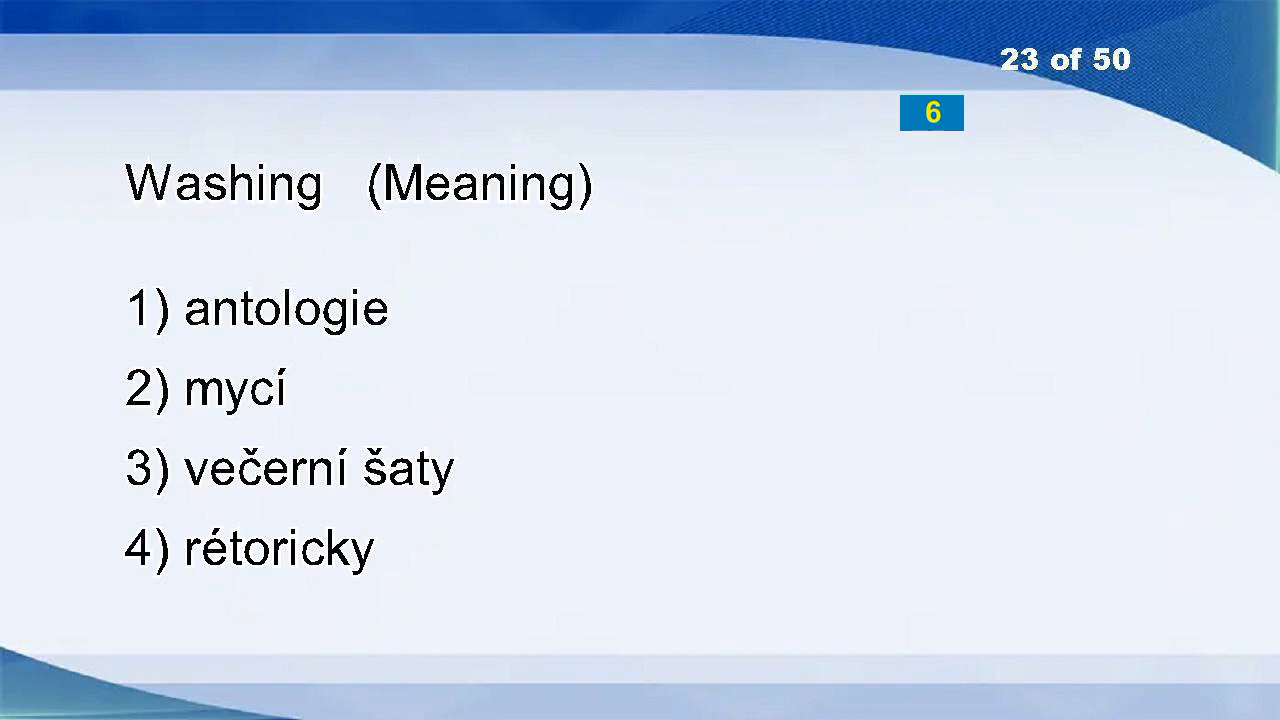 23 of 50
6
Washing (Meaning)
1) antologie
2) mycí
3) večerní šaty
4) rétoricky